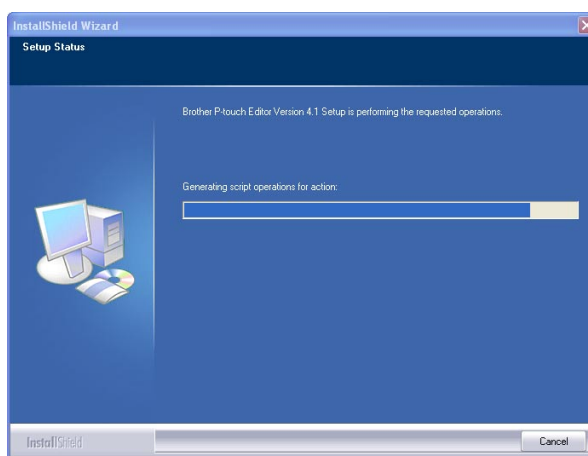 InstallShield Wizard
Setup Status
Brother P-touch Editor Version 4.1 Setup is performing the requested operations.
Generating script operations for action:
InstallShield
Cancel